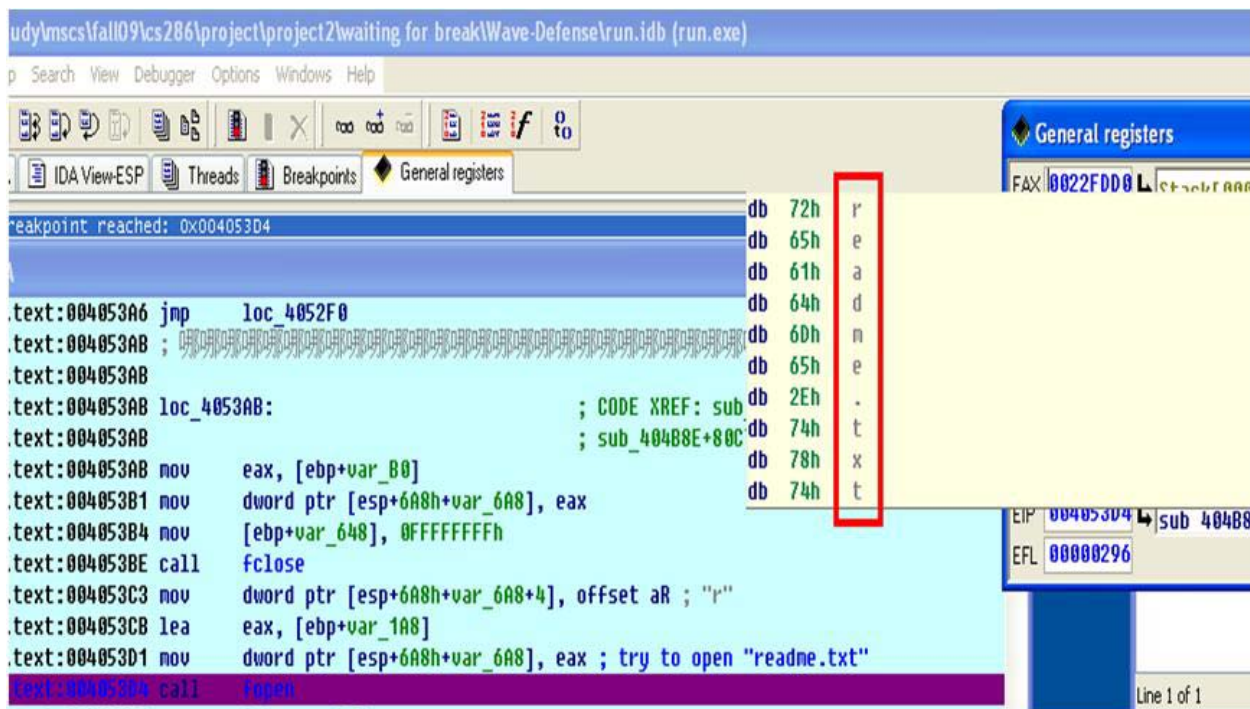 udy\mscs\fall09\cs286\project\project2\waiting for break\Wave-Defense\run.idb (run.exe)
p Search View Debugger Options Windows Help
IDA View-ESP Threads Breakpoints General registers
reakpoint reached: 0x004053D4
General registers
EAX 0022FDD0 Stack[000
db 72h r
db 65h e
db 61h a
db 64h d
db 6Dh m
db 65h e
db 2Eh .
db 74h t
db 78h x
db 74h t
.text:004053A6 jmp loc_4052F0
.text:004053AB ;
.text:004053AB
.text:004053AB loc_4053AB: ; CODE XREF: sub
.text:004053AB ; sub_404B8E+80C
.text:004053AB mov eax, [ebp+var_B0]
.text:004053B1 mov dword ptr [esp+6A8h+var_6A8], eax
.text:004053B4 mov [ebp+var_648], 0FFFFFFFFh
.text:004053BE call fclose
.text:004053C3 mov dword ptr [esp+6A8h+var_6A8+4], offset aR ; "r"
.text:004053CB lea eax, [ebp+var_1A8]
.text:004053D1 mov dword ptr [esp+6A8h+var_6A8], eax ; try to open "readme.txt"
.text:004053D4 call fopen
EIP 004053D4 sub_404B8
EFL 00000296
Line 1 of 1